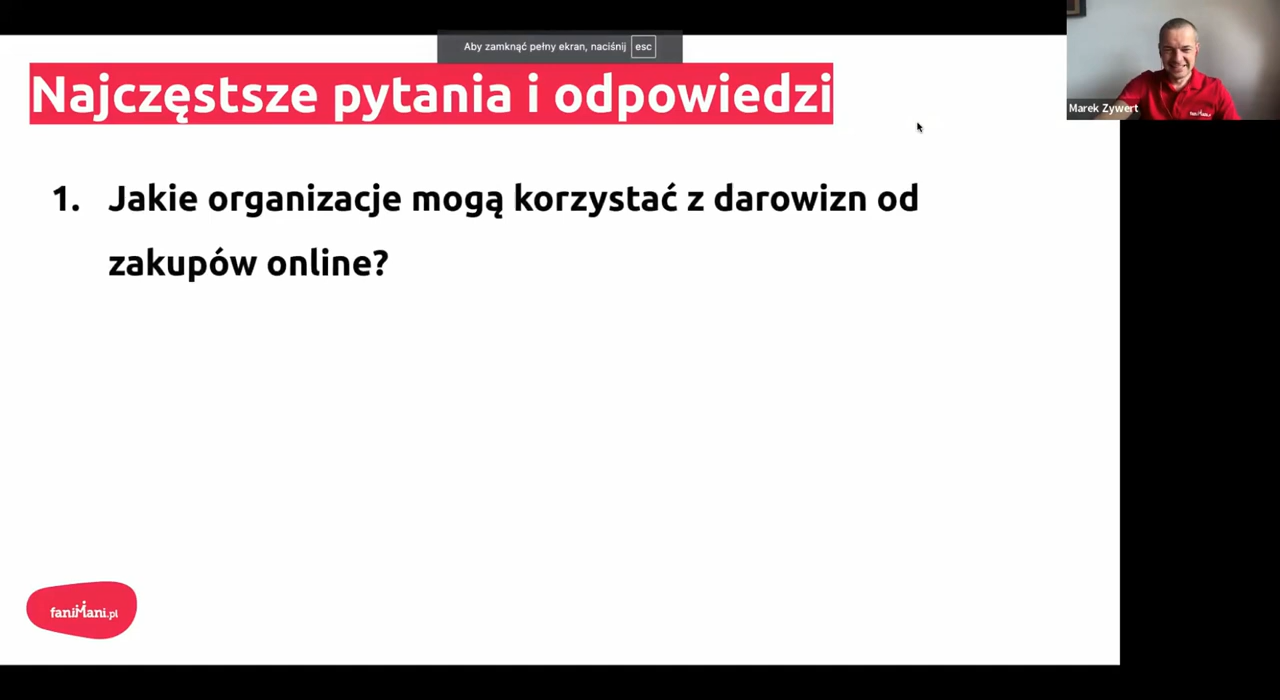 Aby zamknąć pełny ekran, naciśnij esc
Najczęstsze pytania i odpowiedzi
Marek Zywert
1. Jakie organizacje mogą korzystać z darowizn od
zakupów online?
faniMani.pl